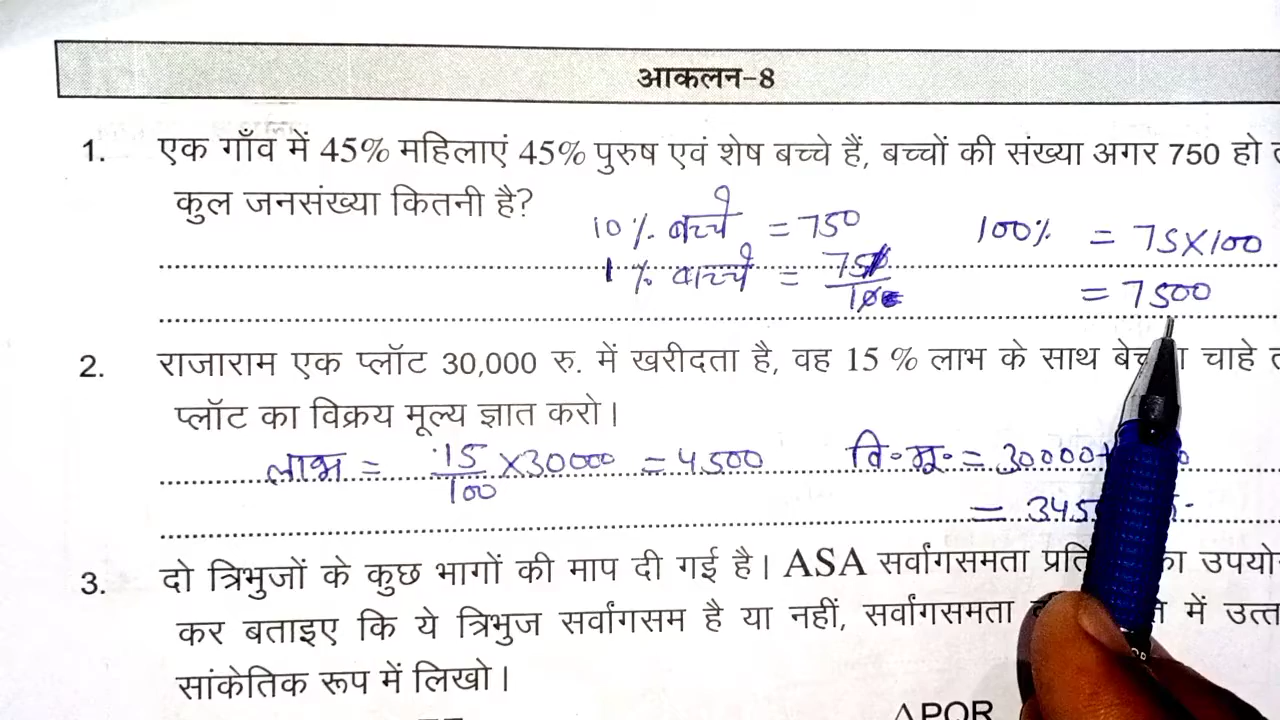 आकलन-8
1. एक गाँव में 45% महिलाएं 45% पुरुष एवं शेष बच्चे हैं, बच्चों की संख्या अगर 750 हो
कुल जनसंख्या कितनी है?
10% बच्चे = 750
1% बाच्चे = 750/100
100% = 75×100
= 7500
2. राजाराम एक प्लॉट 30,000 रु. में खरीदता है, वह 15 % लाभ के साथ चाहे
प्लॉट का विक्रय मूल्य ज्ञात करो।
लाभ = 15/100 ×30000 = 4500 वि.मू. = 30000+
= 345
3. दो त्रिभुजों के कुछ भागों की माप दी गई है। ASA सर्वांगसमता का
कर बताइए कि ये त्रिभुज सर्वांगसम है या नहीं, सर्वांगसमता में
सांकेतिक रूप में लिखो।
△PQR